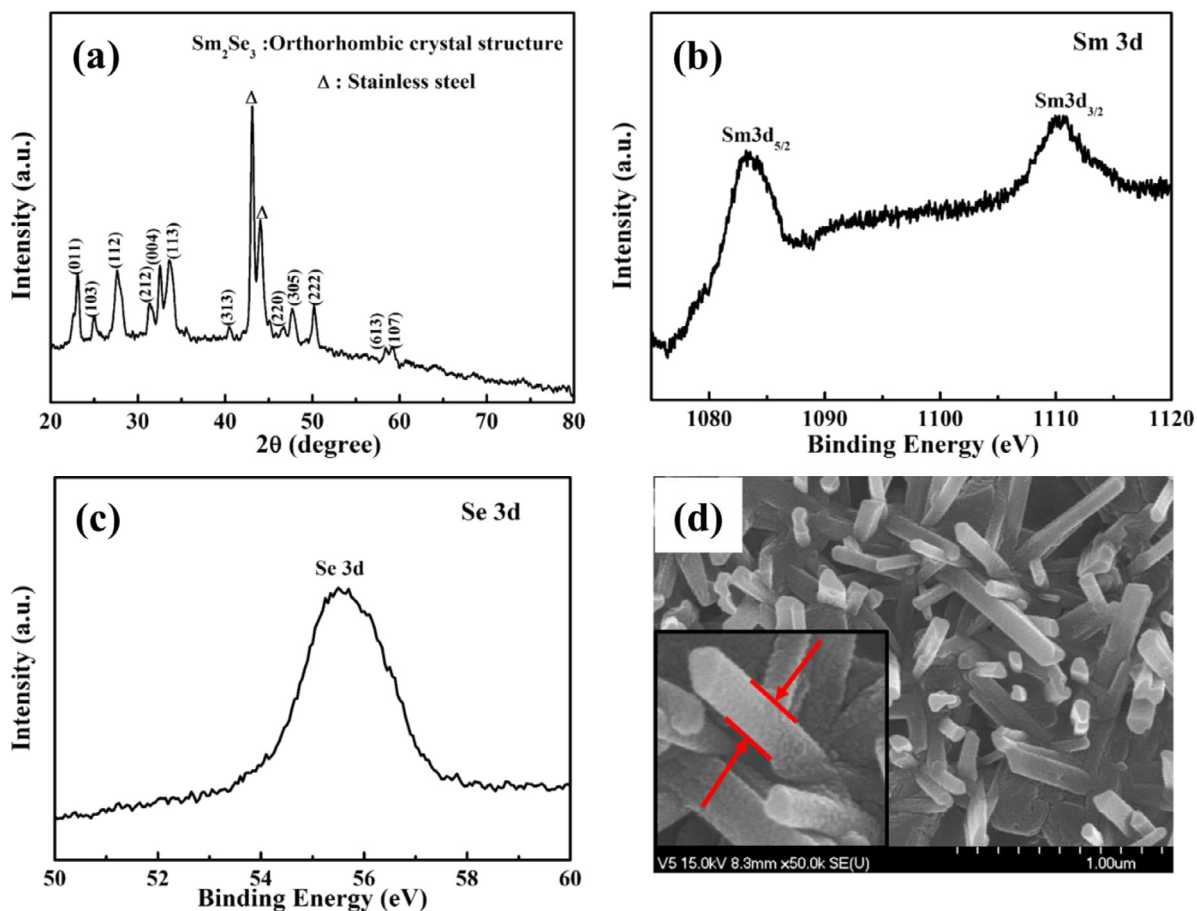 (a)
Sm₂Se₃ :Orthorhombic crystal structure
Δ : Stainless steel
Δ
Δ
(011)
(103)
(112)
(212)
(004)
(113)
(313)
(220)
(305)
(222)
(613)
(107)
Intensity (a.u.)
20 30 40 50 60 70 80
2θ (degree)
(b)
Sm 3d
Sm3d₅/₂
Sm3d₃/₂
Intensity (a.u.)
1080 1090 1100 1110 1120
Binding Energy (eV)
(c)
Se 3d
Se 3d
Intensity (a.u.)
50 52 54 56 58 60
Binding Energy (eV)
(d)
V5 15.0kV 8.3mm x50.0k SE(U) 1.00um